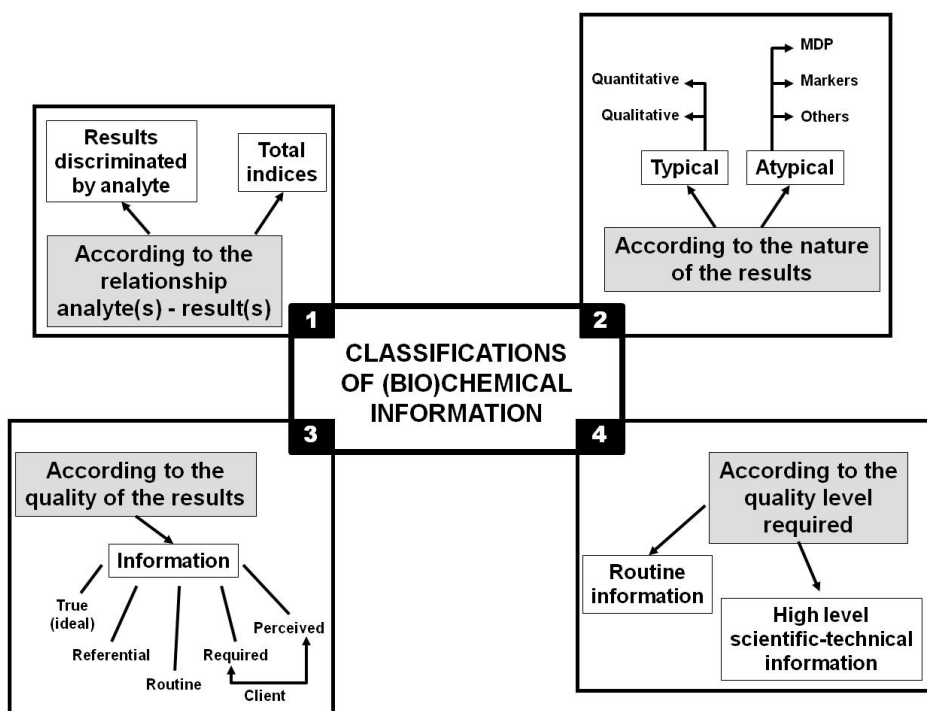 Results
discriminated
by analyte
Total
indices
According to the
relationship
analyte(s) - result(s)
1
MDP
Quantitative
Markers
Qualitative
Others
Typical
Atypical
According to the nature
of the results
2
CLASSIFICATIONS
OF (BIO)CHEMICAL
INFORMATION
3
According to the
quality of the results
Information
True
(ideal)
Referential
Routine
Required
Perceived
Client
4
According to the
quality level
required
Routine
information
High level
scientific-technical
information